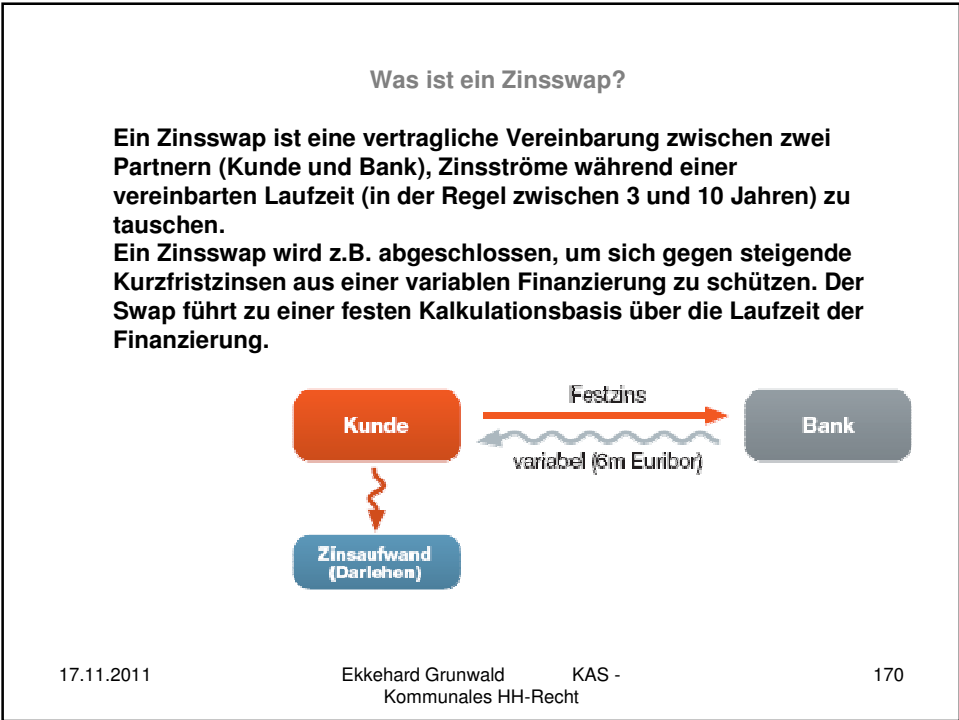 Was ist ein Zinsswap?
Ein Zinsswap ist eine vertragliche Vereinbarung zwischen zwei
Partnern (Kunde und Bank), Zinsströme während einer
vereinbarten Laufzeit (in der Regel zwischen 3 und 10 Jahren) zu
tauschen.
Ein Zinsswap wird z.B. abgeschlossen, um sich gegen steigende
Kurzfristzinsen aus einer variablen Finanzierung zu schützen. Der
Swap führt zu einer festen Kalkulationsbasis über die Laufzeit der
Finanzierung.
Festzins
Kunde
Bank
variabel (6m Euribor)
Zinsaufwand
(Darlehen)
17.11.2011
Ekkehard Grunwald KAS -
Kommunales HH-Recht
170